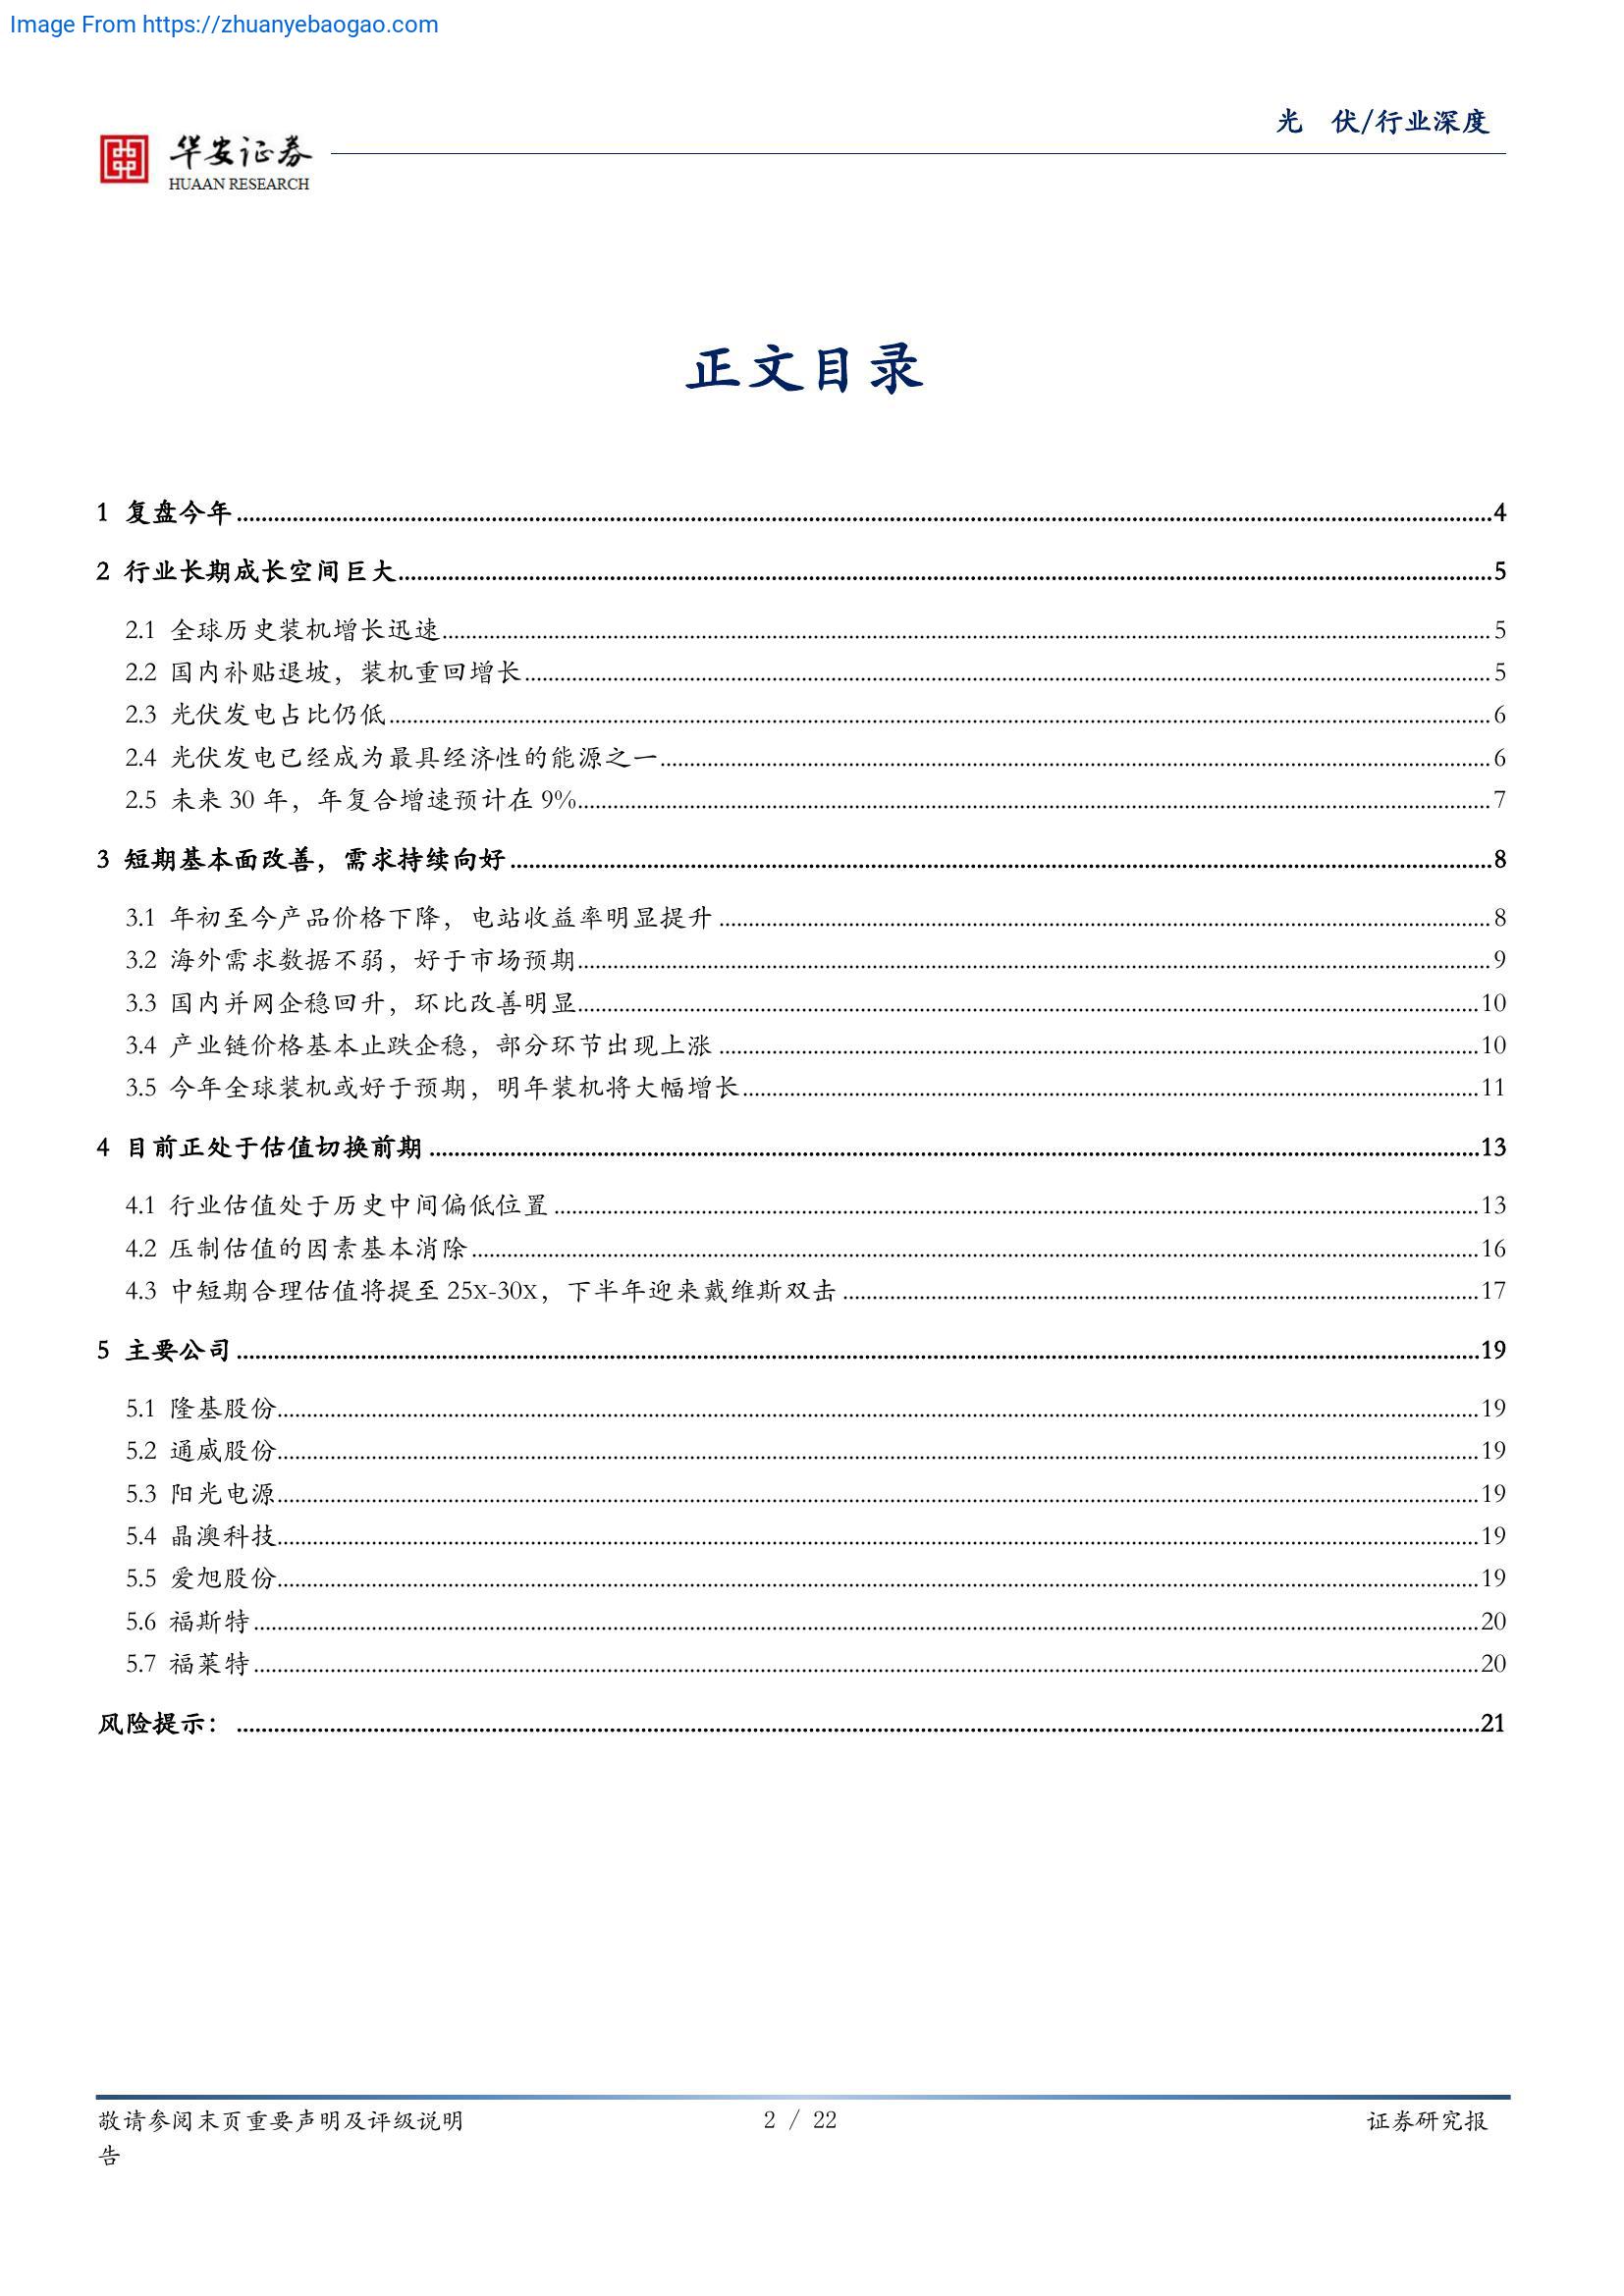 Image From https://zhuanyebaogao.com
光 伏/行业深度
华安证券
HUAAN RESEARCH
正文目录
1 复盘今年........4
2 行业长期成长空间巨大........5
2.1 全球历史装机增长迅速........5
2.2 国内补贴退坡，装机重回增长........5
2.3 光伏发电占比仍低........6
2.4 光伏发电已经成为最具经济性的能源之一........6
2.5 未来 30 年，年复合增速预计在 9%........7
3 短期基本面改善，需求持续向好........8
3.1 年初至今产品价格下降，电站收益率明显提升........8
3.2 海外需求数据不弱，好于市场预期........9
3.3 国内并网企稳回升，环比改善明显........10
3.4 产业链价格基本止跌企稳，部分环节出现上涨........10
3.5 今年全球装机或好于预期，明年装机将大幅增长........11
4 目前正处于估值切换前期........13
4.1 行业估值处于历史中间偏低位置........13
4.2 压制估值的因素基本消除........16
4.3 中短期合理估值将提至 25X-30X，下半年迎来戴维斯双击........17
5 主要公司........19
5.1 隆基股份........19
5.2 通威股份........19
5.3 阳光电源........19
5.4 晶澳科技........19
5.5 爱旭股份........19
5.6 福斯特........20
5.7 福莱特........20
风险提示：........21
敬请参阅末页重要声明及评级说明 2 / 22 证券研究报
告